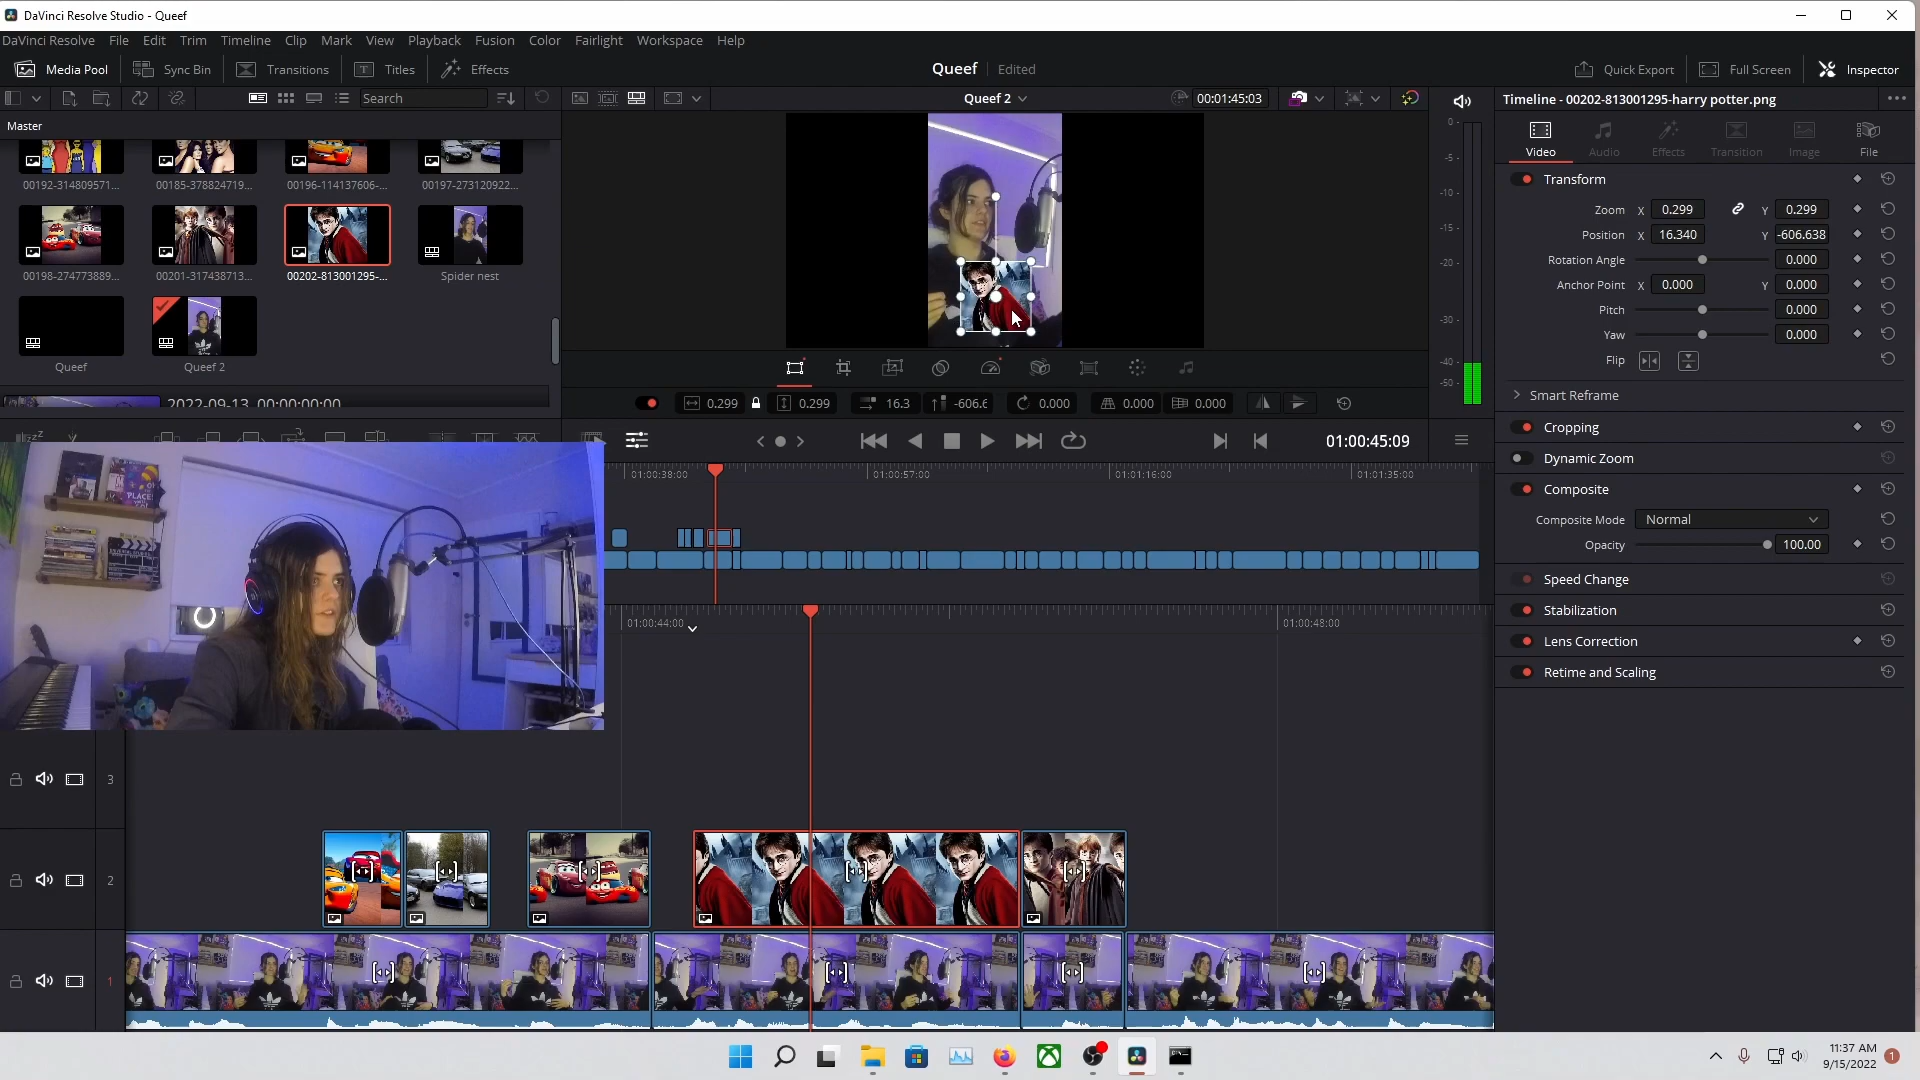 DaVinci Resolve Studio - Queef
DaVinci Resolve File Edit Trim Timeline Clip Mark View Playback Fusion Color Fairlight Workspace Help
Media Pool Sync Bin Transitions Titles Effects Queef Edited Quick Export Full Screen Inspector
Search Queef 2 00:01:45:03 Timeline - 00202-813001295-harry potter.png
Master
Video Audio Effects Transition Image File
00192-314809571... 00185-378824719... 00196-114137606-... 00197-273120922...
00198-274773889... 00201-317438713... 00202-813001295-... Spider nest
Queef Queef 2
2022-09-13 00:00:00:00
0
-5
-10
-15
-20
-30
-40
-50
Transform
Zoom X 0.299 Y 0.299
Position X 16.340 Y -606.638
Rotation Angle 0.000
Anchor Point X 0.000 Y 0.000
Pitch 0.000
Yaw 0.000
Flip
Smart Reframe
Cropping
Dynamic Zoom
Composite
Composite Mode Normal
Opacity 100.00
Speed Change
Stabilization
Lens Correction
Retime and Scaling
0.299 0.299 16.3 -606.6 0.000 0.000 0.000
01:00:45:09
01:00:38:00 01:00:57:00 01:01:16:00 01:01:35:00
01:00:44:00 01:00:48:00
3
2
1
11:37 AM
9/15/2022
1